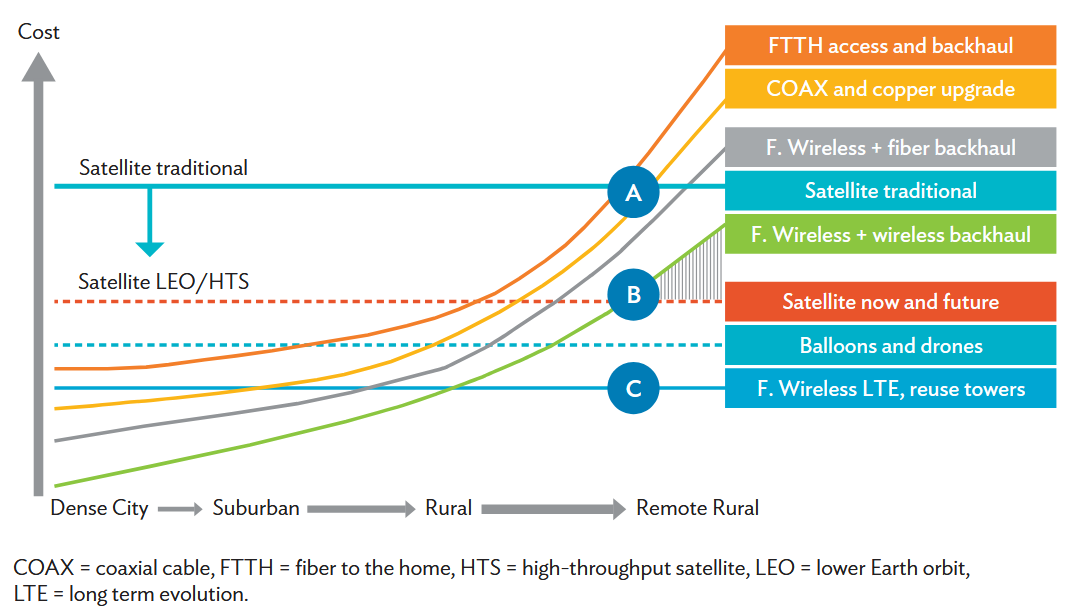 Cost
FTTH access and backhaul
COAX and copper upgrade
F. Wireless + fiber backhaul
Satellite traditional
A
Satellite traditional
F. Wireless + wireless backhaul
Satellite LEO/HTS
B
Satellite now and future
Balloons and drones
C
F. Wireless LTE, reuse towers
Dense City
Suburban
Rural
Remote Rural
COAX = coaxial cable, FTTH = fiber to the home, HTS = high-throughput satellite, LEO = lower Earth orbit,
LTE = long term evolution.